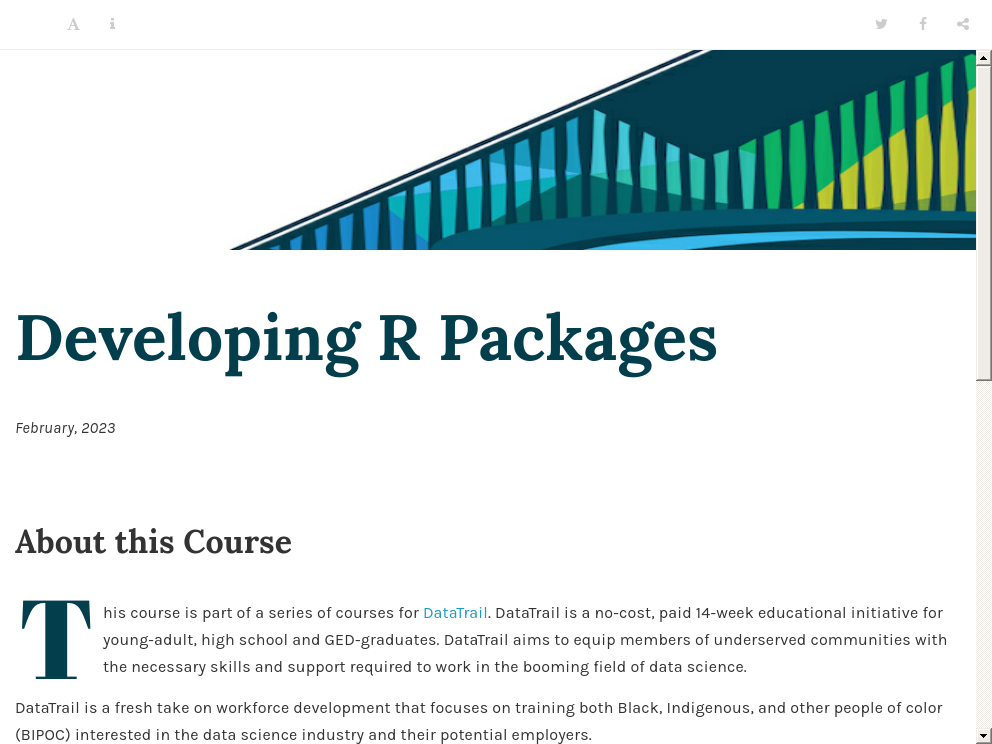 Developing R Packages
February, 2023
About this Course
This course is part of a series of courses for DataTrail. DataTrail is a no-cost, paid 14-week educational initiative for
young-adult, high school and GED-graduates. DataTrail aims to equip members of underserved communities with
the necessary skills and support required to work in the booming field of data science.
DataTrail is a fresh take on workforce development that focuses on training both Black, Indigenous, and other people of color
(BIPOC) interested in the data science industry and their potential employers.